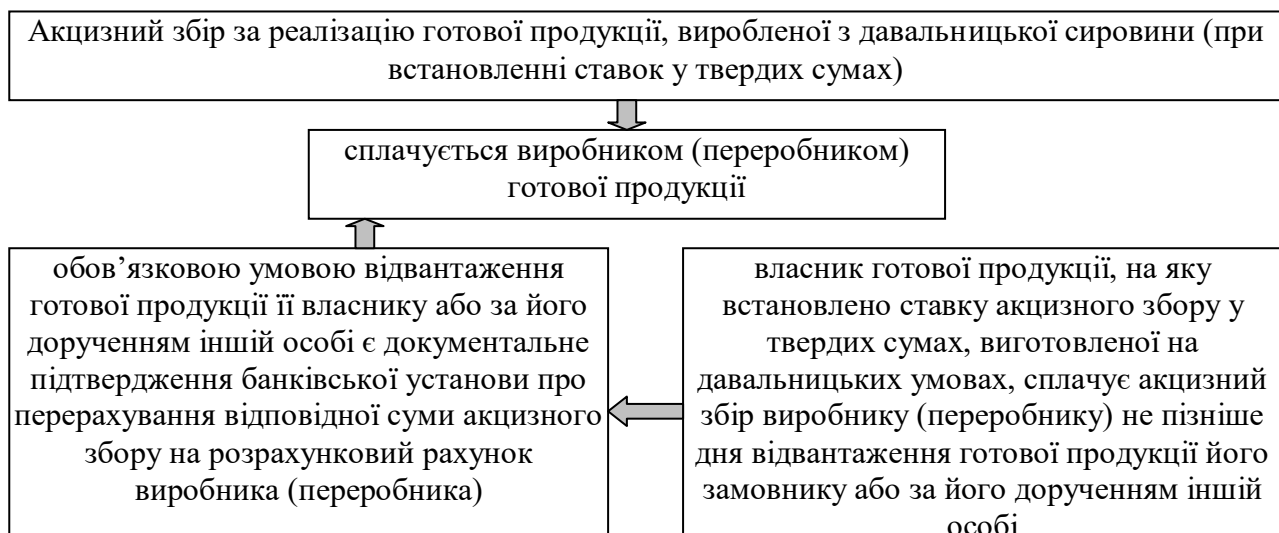 Акцизний збір за реалізацію готової продукції, виробленої з давальницької сировини (при
встановленні ставок у твердих сумах)
сплачується виробником (переробником)
готової продукції
обов’язковою умовою відвантаження
готової продукції її власнику або за його
дорученням іншій особі є документальне
підтвердження банківської установи про
перерахування відповідної суми акцизного
збору на розрахунковий рахунок
виробника (переробника)
власник готової продукції, на яку
встановлено ставку акцизного збору у
твердих сумах, виготовленої на
давальницьких умовах, сплачує акцизний
збір виробнику (переробнику) не пізніше
дня відвантаження готової продукції його
замовнику або за його дорученням іншій
особі